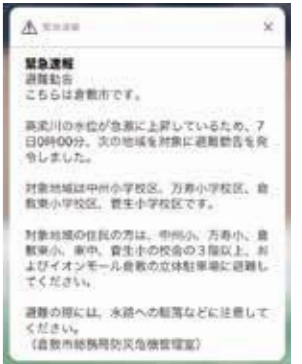 緊急速報
緊急速報
避難勧告
こちらは倉敷市です。
高梁川の水位が急激に上昇しているため、7
日0時00分、次の地域を対象に避難勧告を発
令しました。
対象地域は中州小学校区、万寿小学校区、倉
敷東小学校区、菅生小学校区です。
対象地域の住民の方は、中州小、万寿小、倉
敷東小、東中、菅生小の校舎の3階以上、お
よびイオンモール倉敷の立体駐車場に避難し
てください。
避難の際には、水路への転落などに注意して
ください。
(倉敷市総務局防災危機管理室)